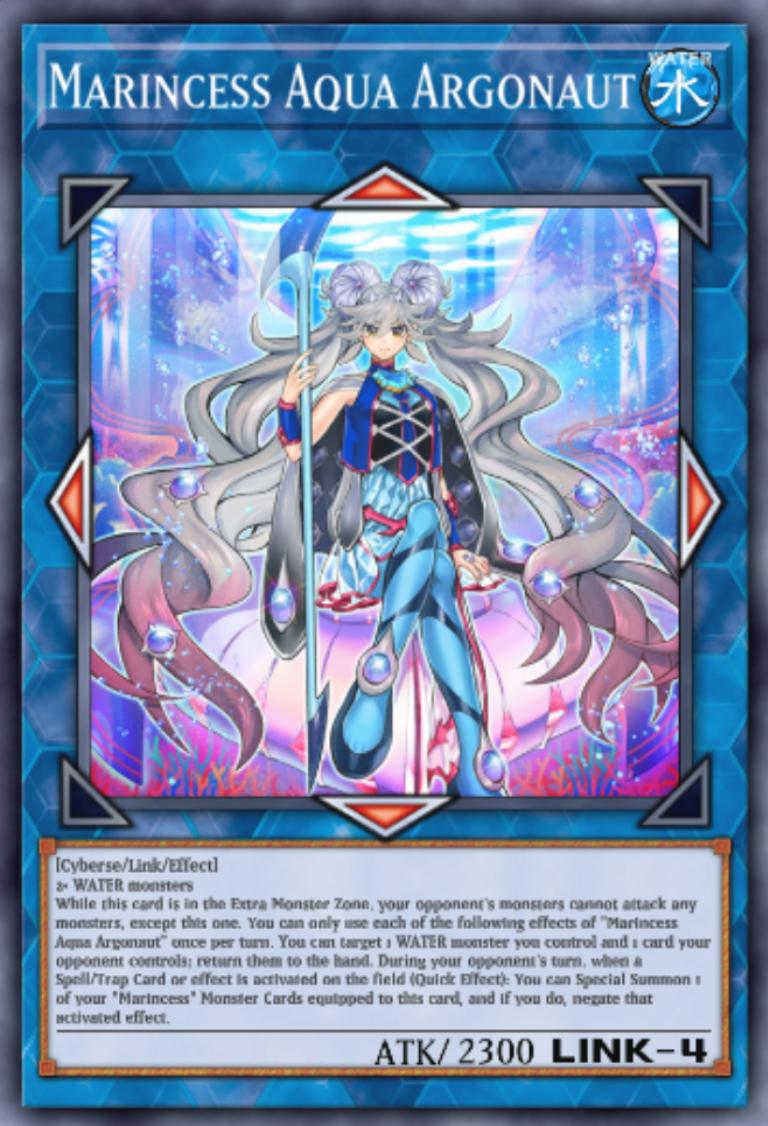 MARINCESS AQUA ARGONAUT
WATER
水
[Cyberse/Link/Effect]
2+ WATER monsters
While this card is in the Extra Monster Zone, your opponent's monsters cannot attack any
monsters, except this one. You can only use each of the following effects of "Marincess
Aqua Argonaut" once per turn. You can target 1 WATER monster you control and 1 card your
opponent controls; return them to the hand. During your opponent's turn, when a
Spell/Trap Card or effect is activated on the field (Quick Effect): You can Special Summon 1
of your "Marincess" Monster Cards equipped to this card, and if you do, negate that
activated effect.
ATK/ 2300 LINK-4